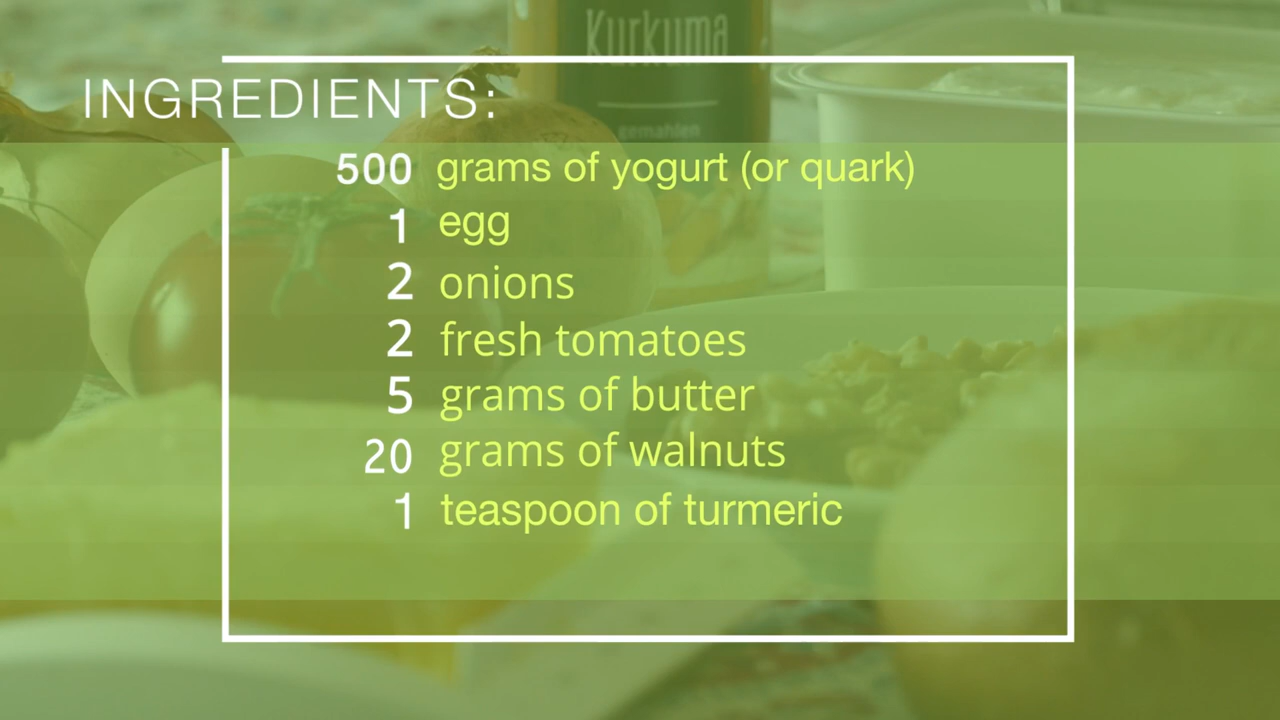 Kurkuma
gemahlen
INGREDIENTS:
500 grams of yogurt (or quark)
1 egg
2 onions
2 fresh tomatoes
5 grams of butter
20 grams of walnuts
1 teaspoon of turmeric